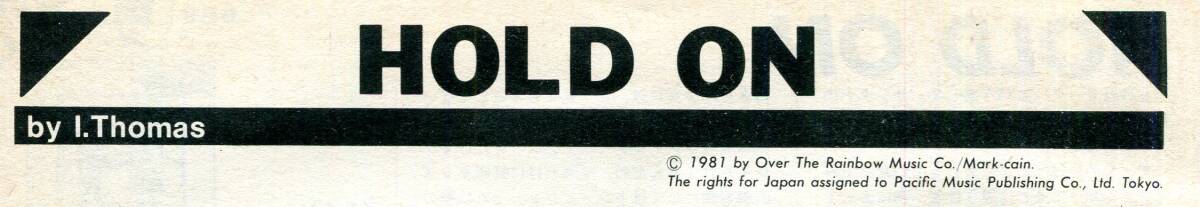 HOLD ON
by I.Thomas
© 1981 by Over The Rainbow Music Co./Mark-cain.
The rights for Japan assigned to Pacific Music Publishing Co., Ltd. Tokyo.